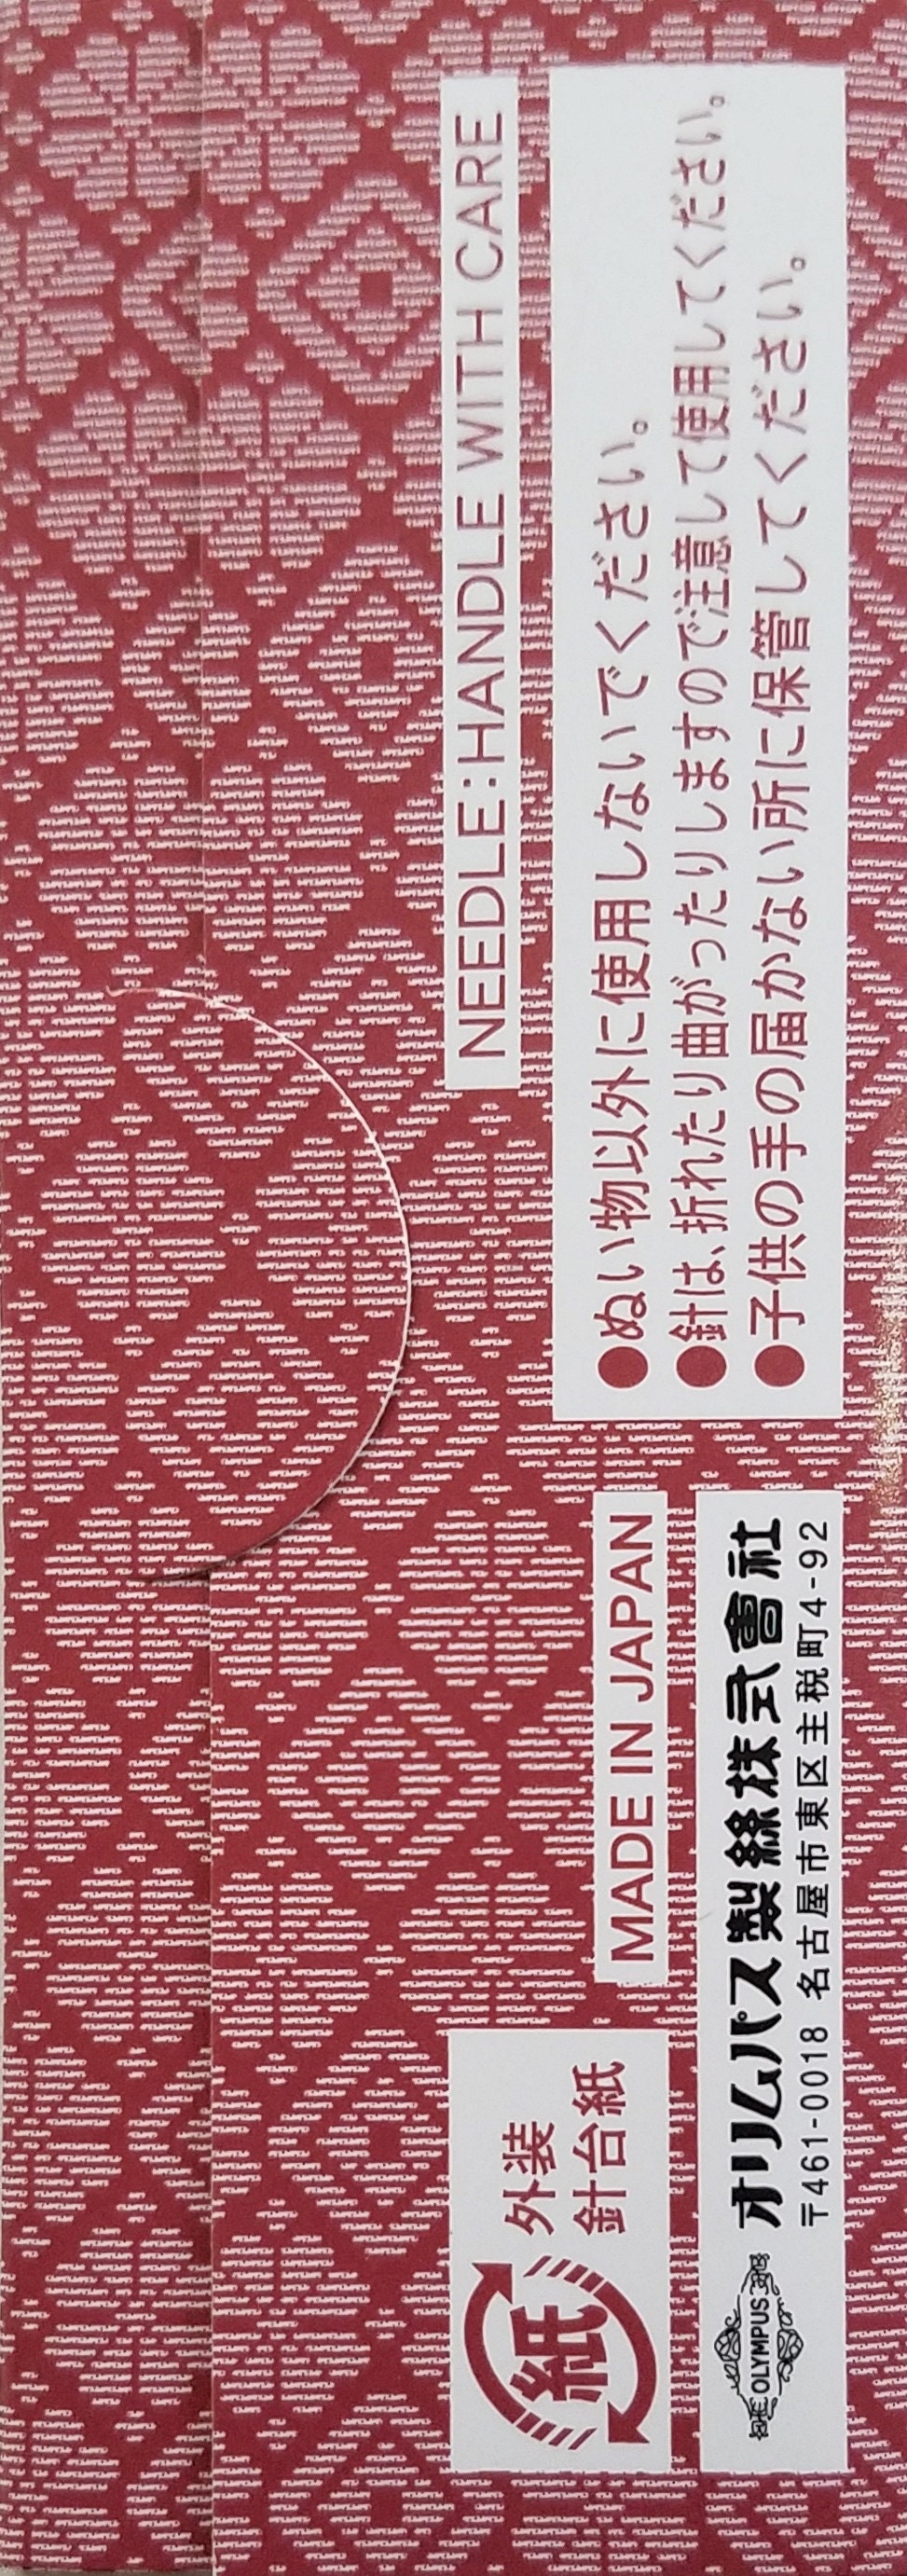 NEEDLE:HANDLE WITH CARE
●ぬい物以外に使用しないでください。
●針は、折れたり曲がったりしますので注意して使用してください。
●子供の手の届かない所に保管してください。
紙
外装
針台紙
MADE IN JAPAN
THE OLYMPUS
オリムパス製絲株式會社
〒461-0018 名古屋市東区主税町4-92